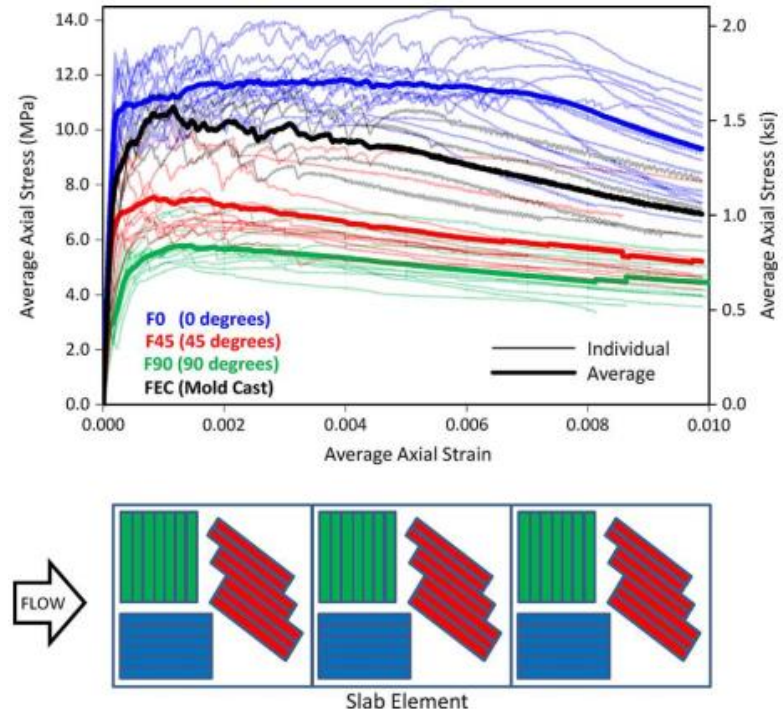 14.0
12.0
10.0
8.0
6.0
4.0
2.0
0.0
Average Axial Stress (MPa)
2.0
1.5
1.0
0.5
0.0
Average Axial Stress (ksi)
F0 (0 degrees)
F45 (45 degrees)
F90 (90 degrees)
FEC (Mold Cast)
Individual
Average
0.000 0.002 0.004 0.006 0.008 0.010
Average Axial Strain
FLOW
Slab Element